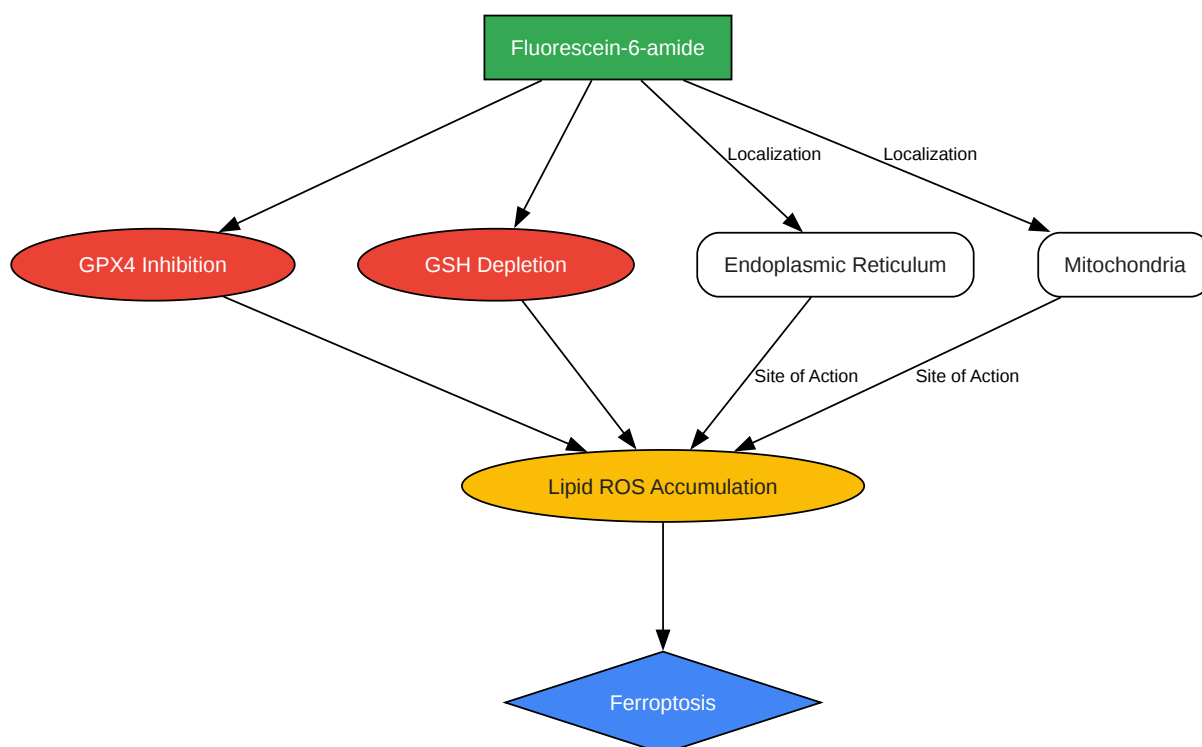 Fluorescein-6-amide
Localization
Localization
GPX4 Inhibition
GSH Depletion
Endoplasmic Reticulum
Mitochondria
Site of Action
Site of Action
Lipid ROS Accumulation
Ferroptosis